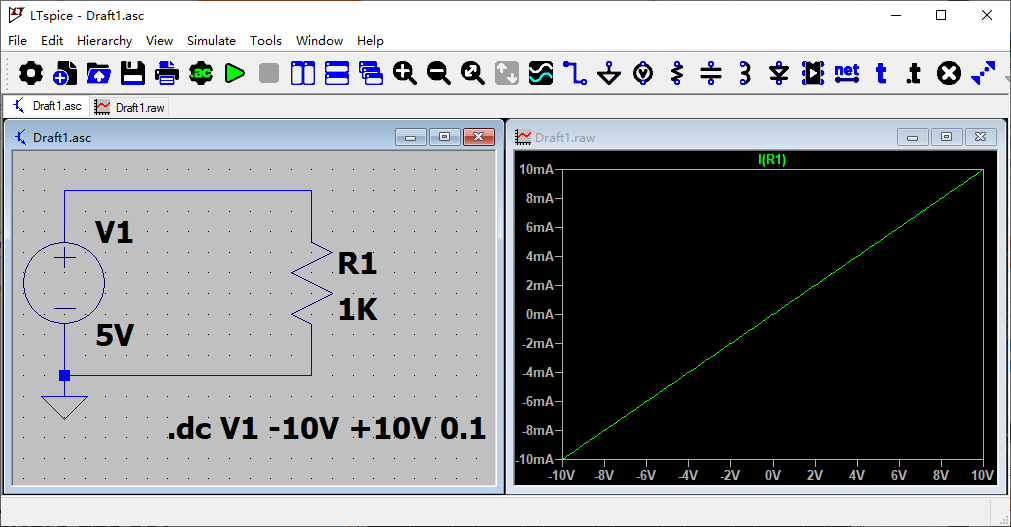 LTspice - Draft1.asc
File Edit Hierarchy View Simulate Tools Window Help
.ac
net t .t
Draft1.asc Draft1.raw
Draft1.asc
V1
5V
R1
1K
.dc V1 -10V +10V 0.1
Draft1.raw
I(R1)
10mA
8mA
6mA
4mA
2mA
0mA
-2mA
-4mA
-6mA
-8mA
-10mA
-10V -8V -6V -4V -2V 0V 2V 4V 6V 8V 10V